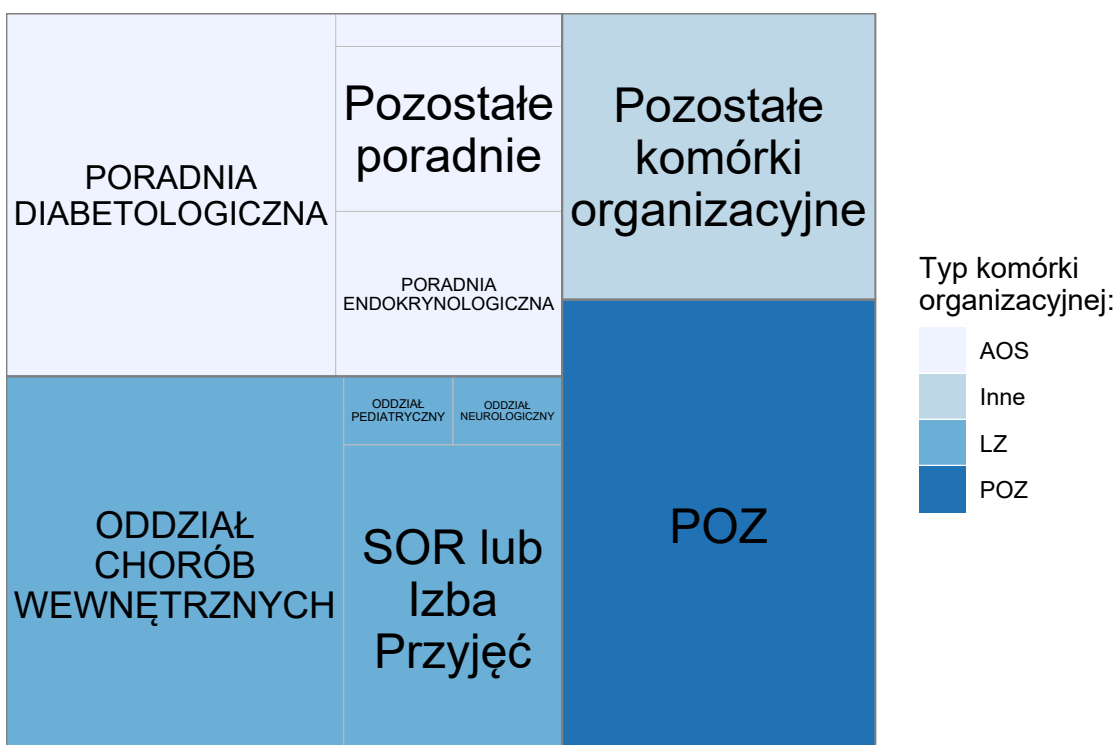 PORADNIA
DIABETOLOGICZNA
Pozostałe
poradnie
PORADNIA
ENDOKRYNOLOGICZNA
Pozostałe
komórki
organizacyjne
ODDZIAŁ
CHORÓB
WEWNĘTRZNYCH
ODDZIAŁ
PEDIATRYCZNY
ODDZIAŁ
NEUROLOGICZNY
SOR lub
Izba
Przyjęć
POZ
Typ komórki
organizacyjnej:
AOS
Inne
LZ
POZ